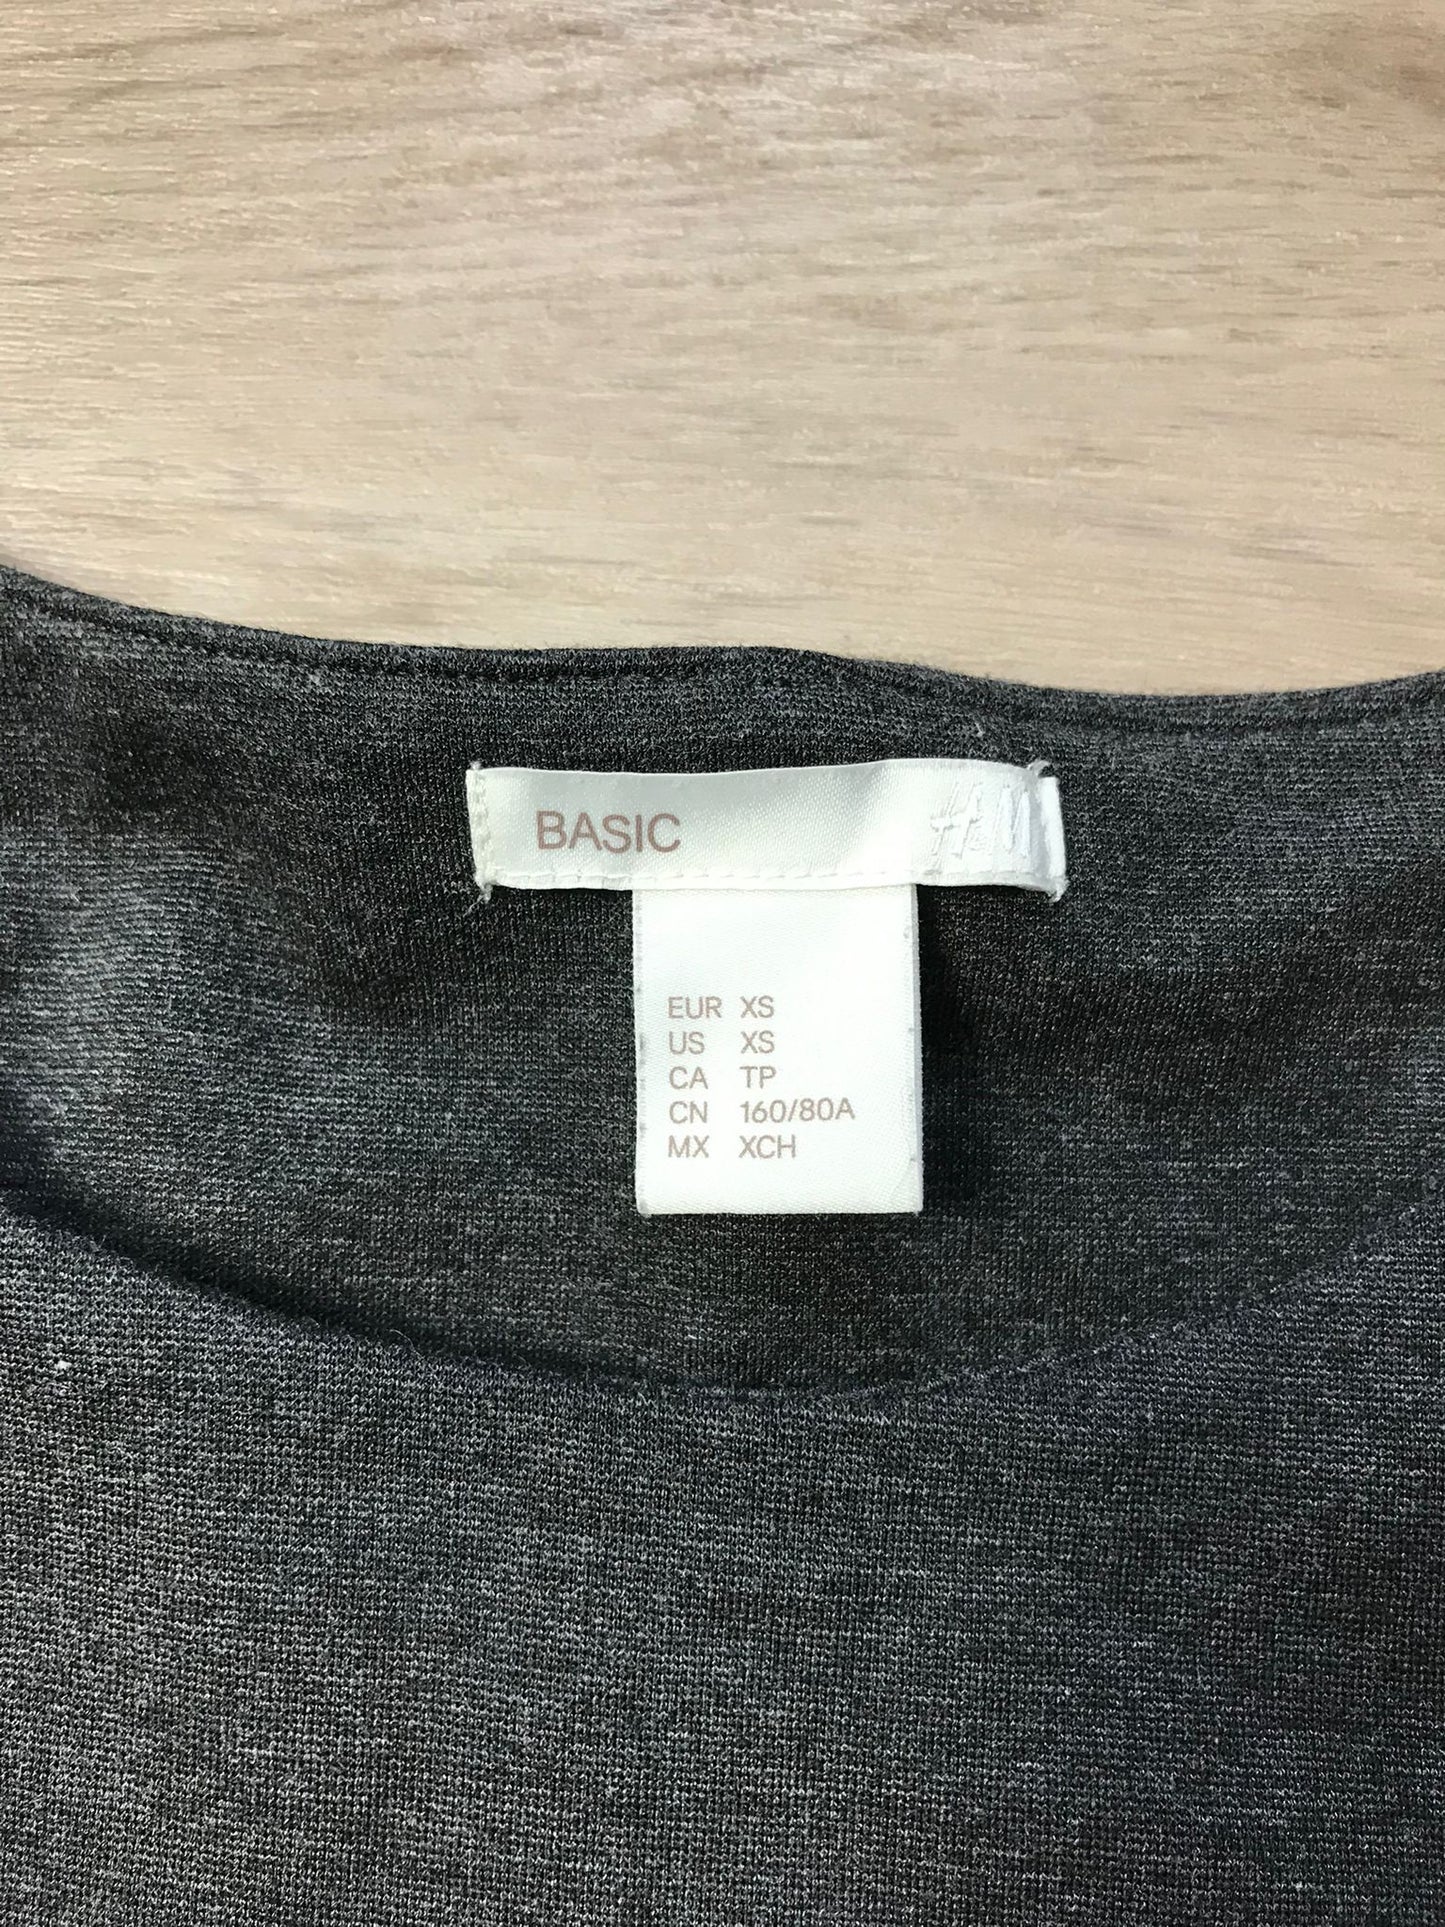 BASIC H&M
EUR XS
US XS
CA TP
CN 160/80A
MX XCH